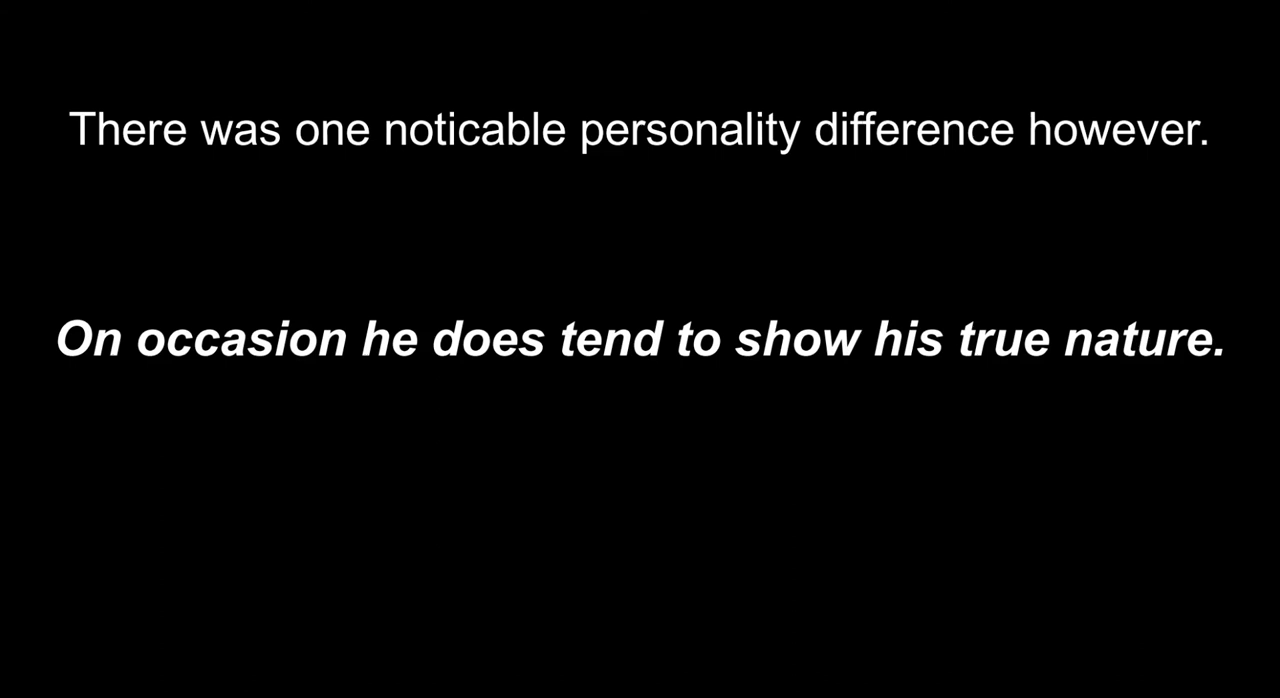 There was one noticable personality difference however.
On occasion he does tend to show his true nature.